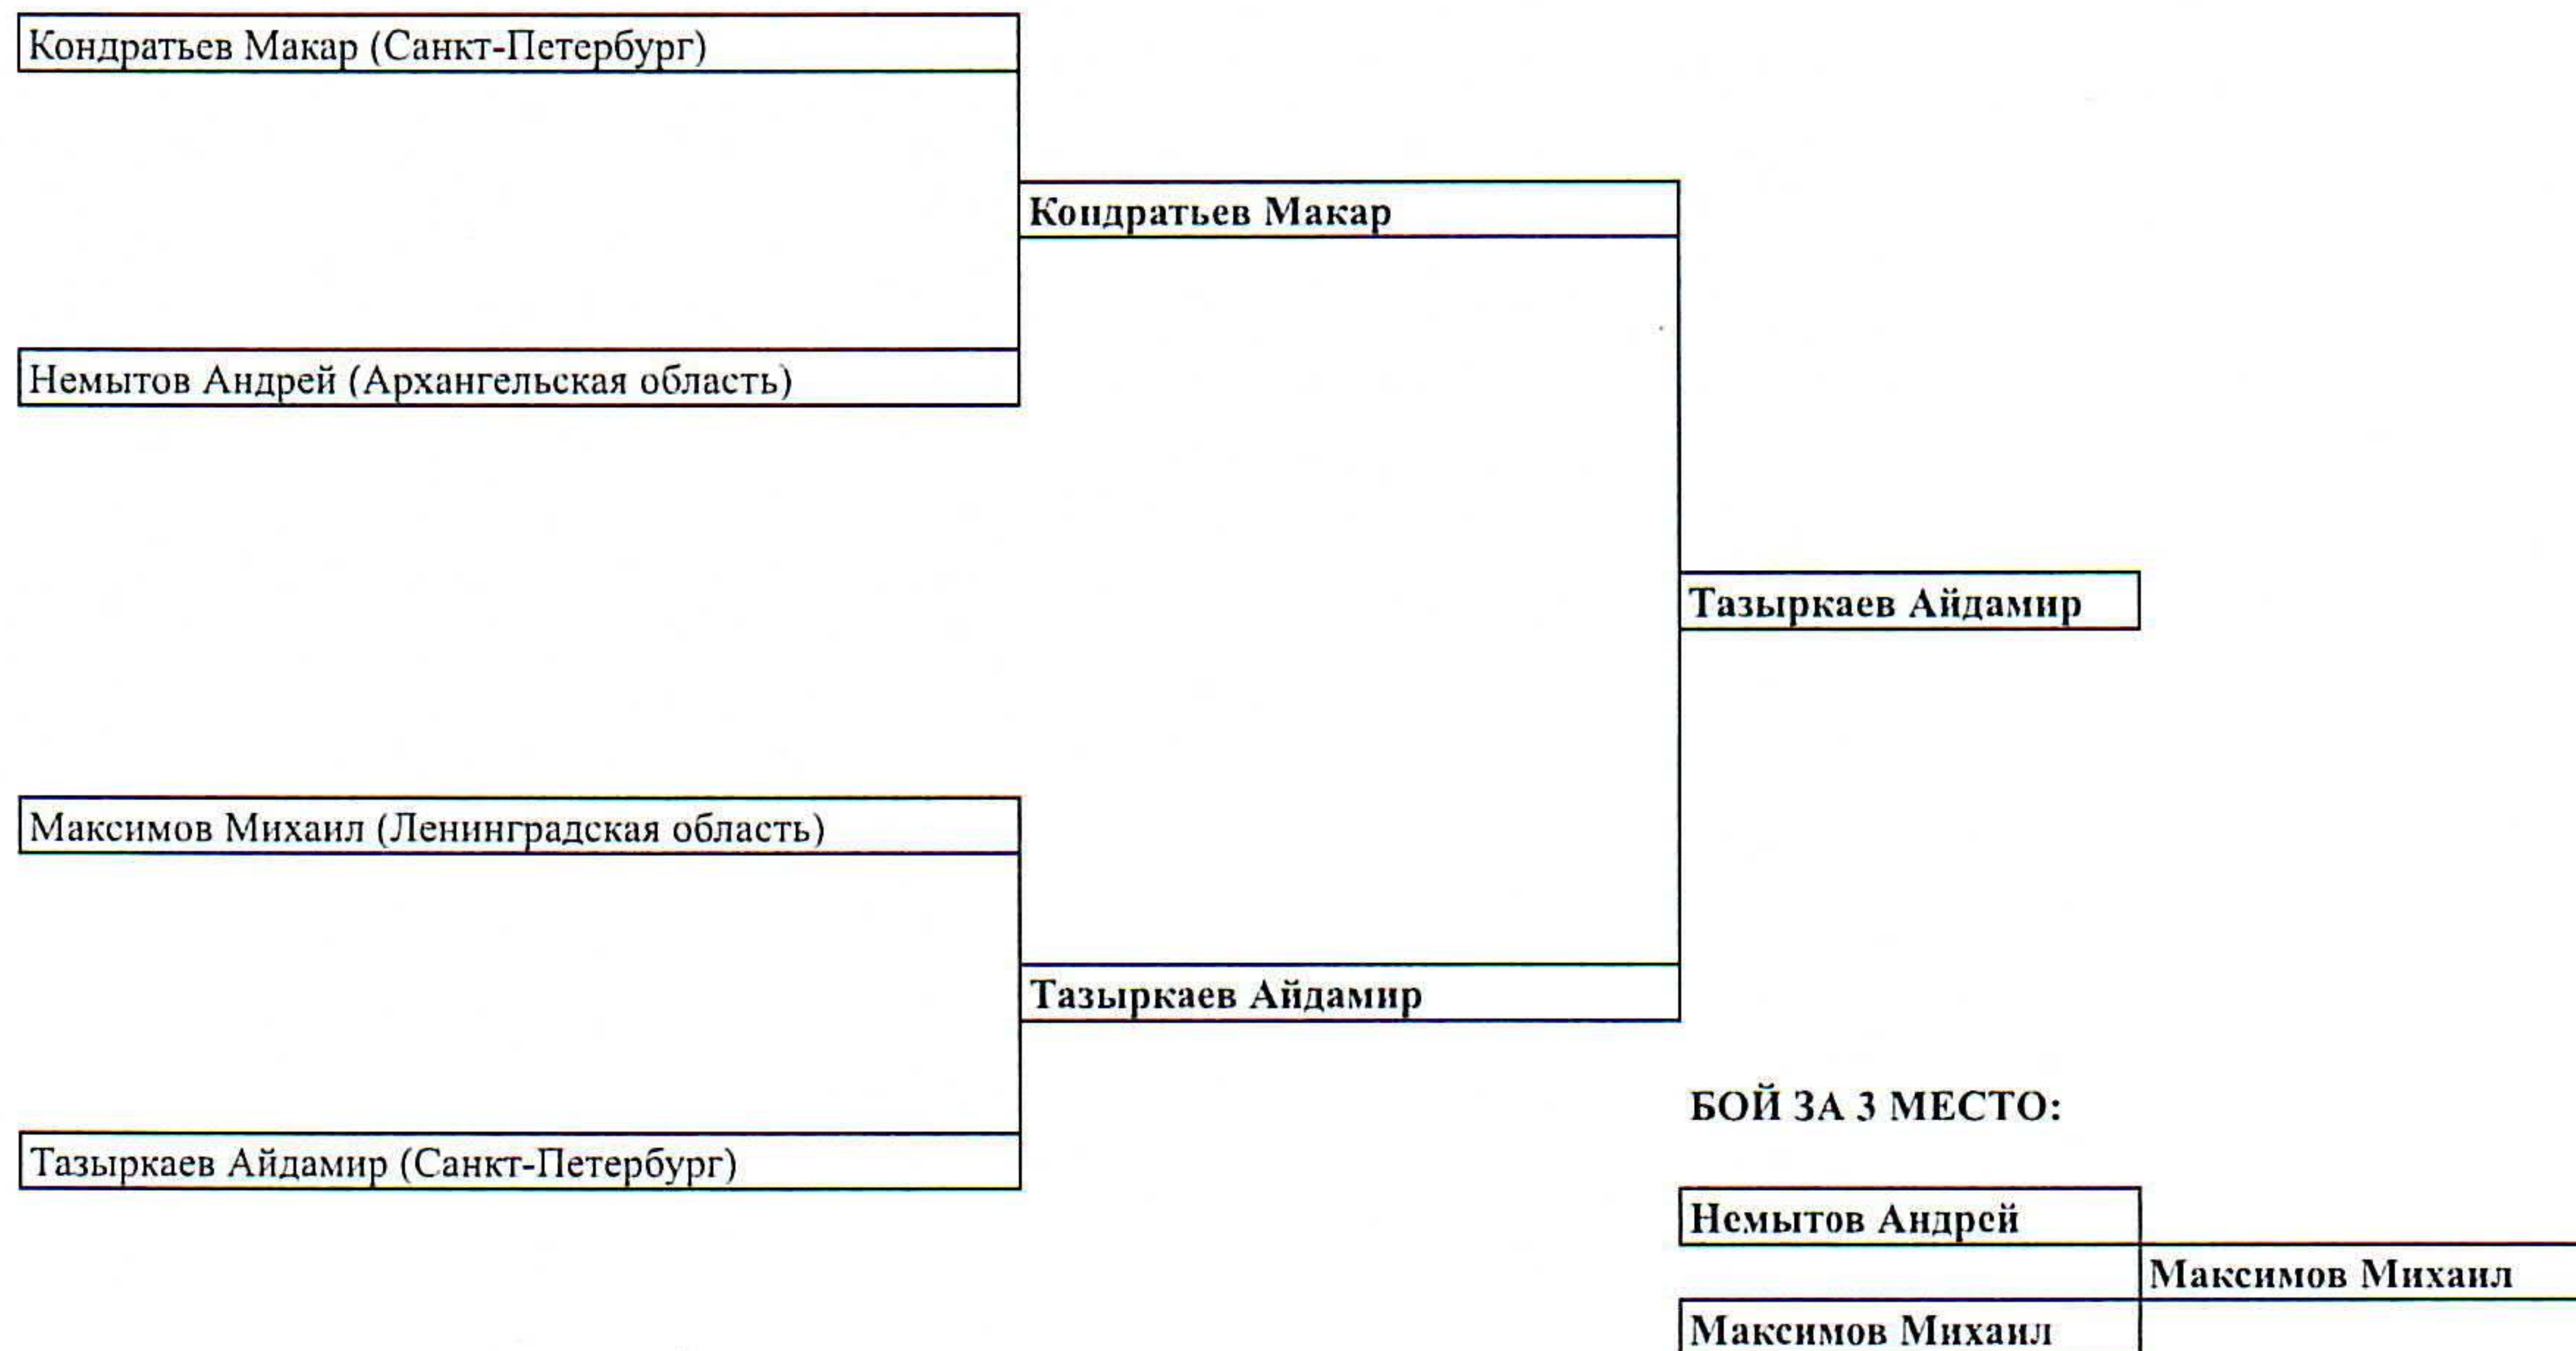 Кондратьев Макар (Санкт-Петербург)
Кондратьев Макар
Немытов Андрей (Архангельская область)
Тазыркаев Айдамир
Максимов Михаил (Ленинградская область)
Тазыркаев Айдамир
БОЙ ЗА 3 МЕСТО:
Тазыркаев Айдамир (Санкт-Петербург)
Немытов Андрей
Максимов Михаил
Максимов Михаил